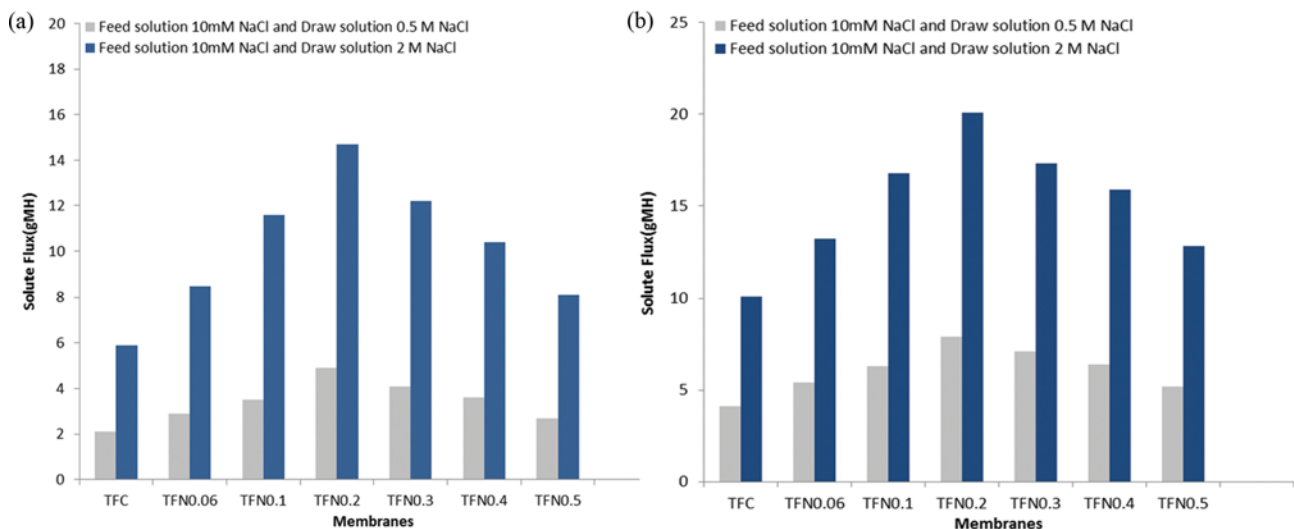 (a)
Feed solution 10mM NaCl and Draw solution 0.5 M NaCl
Feed solution 10mM NaCl and Draw solution 2 M NaCl
Solute Flux(gMH)
20
18
16
14
12
10
8
6
4
2
0
TFC TFN0.06 TFN0.1 TFN0.2 TFN0.3 TFN0.4 TFN0.5
Membranes
(b)
Feed solution 10mM NaCl and Draw solution 0.5 M NaCl
Feed solution 10mM NaCl and Draw solution 2 M NaCl
Solute Flux(gMH)
25
20
15
10
5
0
TFC TFN0.06 TFN0.1 TFN0.2 TFN0.3 TFN0.4 TFN0.5
Membranes